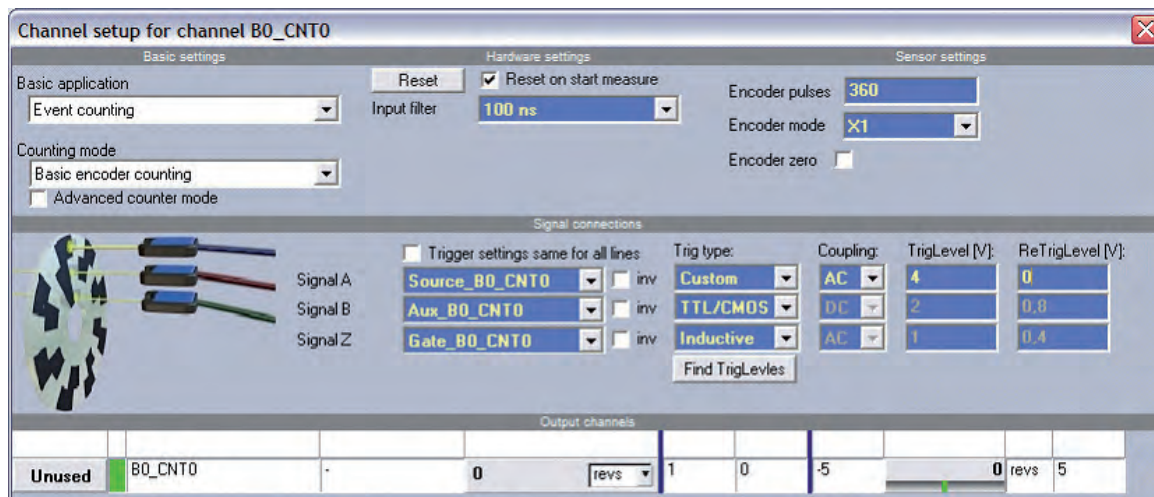 Channel setup for channel B0_CNT0
Basic settings
Hardware settings
Sensor settings
Basic application
Event counting
Counting mode
Basic encoder counting
Advanced counter mode
Reset
Reset on start measure
Input filter
100 ns
Encoder pulses
360
Encoder mode
X1
Encoder zero
Signal connections
Trigger settings same for all lines
Trig type:
Coupling:
TrigLevel [V]:
ReTrigLevel [V]:
Signal A
Source_B0_CNT0
inv
Custom
AC
4
0
Signal B
Aux_B0_CNT0
inv
TTL/CMOS
DC
2
0,8
Signal Z
Gate_B0_CNT0
inv
Inductive
AC
1
0,4
Find TrigLevles
Output channels
Unused
B0_CNT0
-
0
revs
1
0
-5
0
revs
5